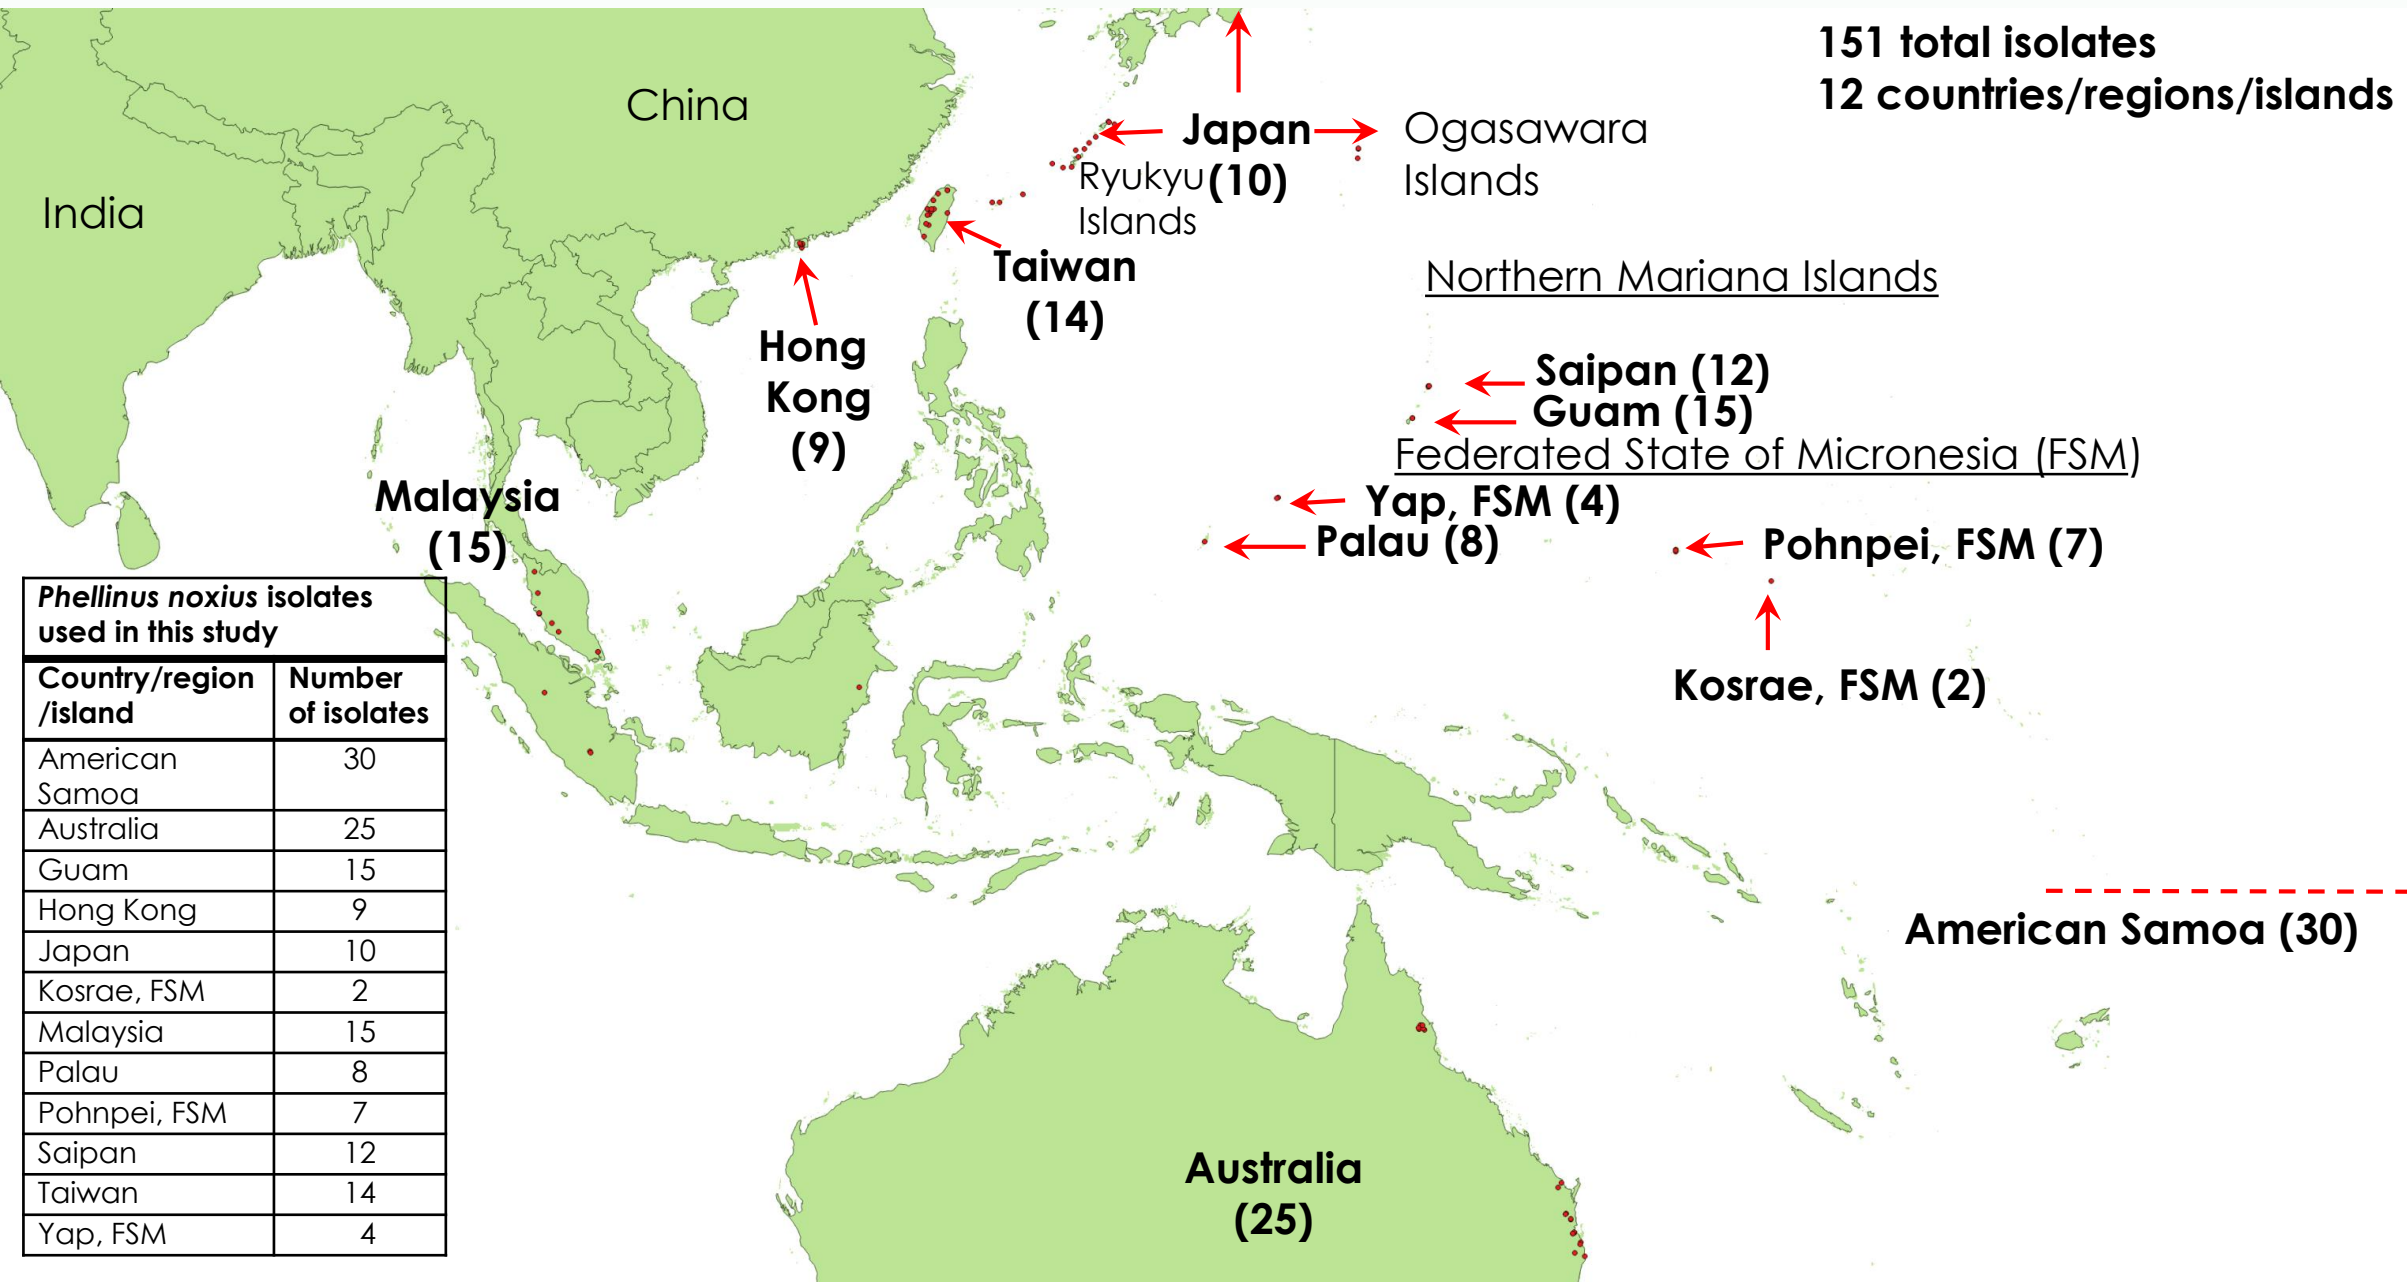 151 total isolates
12 countries/regions/islands
China
India
Japan
(10)
Ogasawara
Islands
Ryukyu
Islands
Taiwan
(14)
Hong
Kong
(9)
Northern Mariana Islands
Saipan (12)
Guam (15)
Federated State of Micronesia (FSM)
Yap, FSM (4)
Palau (8)
Pohnpei, FSM (7)
Kosrae, FSM (2)
Malaysia
(15)
American Samoa (30)
Australia
(25)
Phellinus noxius isolates
used in this study
Country/region
/island
Number
of isolates
American
Samoa
30
Australia 25
Guam 15
Hong Kong 9
Japan 10
Kosrae, FSM 2
Malaysia 15
Palau 8
Pohnpei, FSM 7
Saipan 12
Taiwan 14
Yap, FSM 4